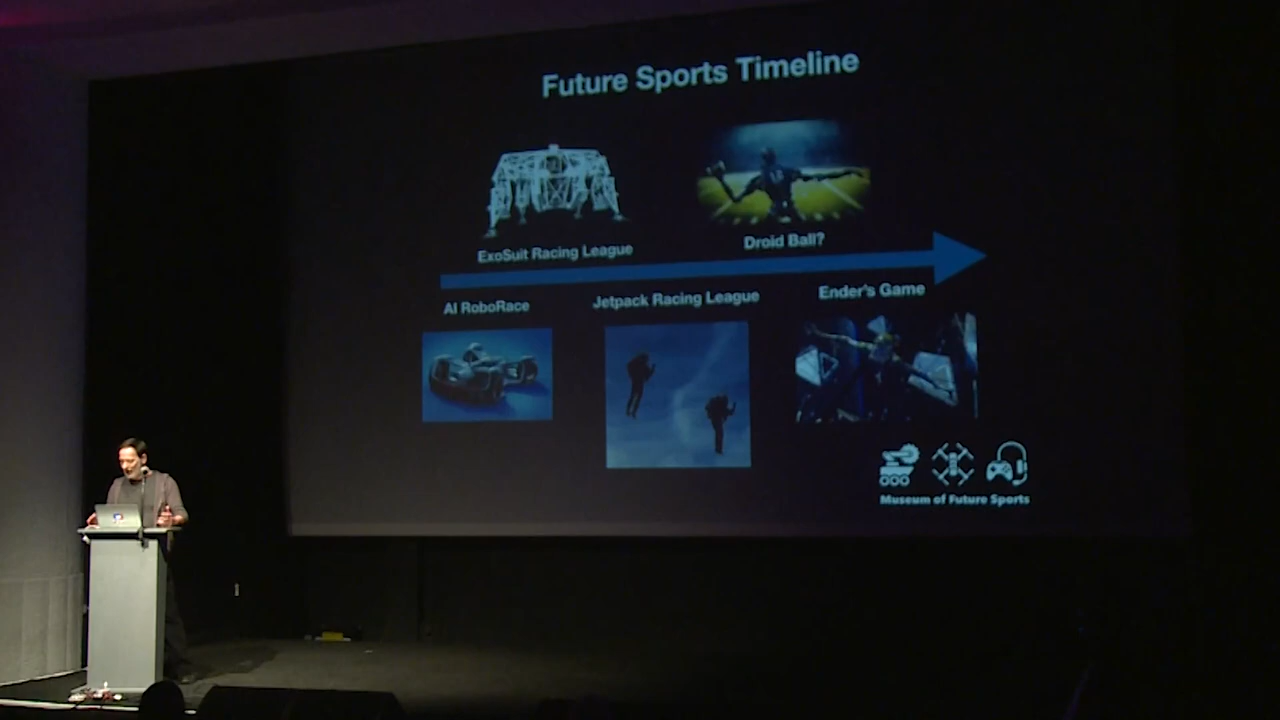 Future Sports Timeline
ExoSuit Racing League
Droid Ball?
AI RoboRace
Jetpack Racing League
Ender's Game
Museum of Future Sports